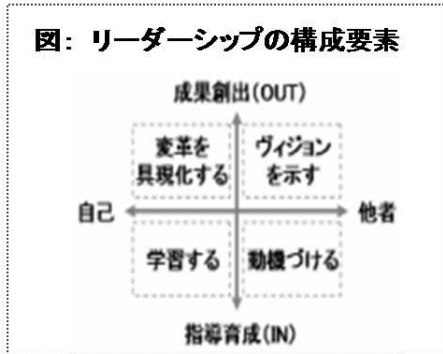 図： リーダーシップの構成要素
成果創出(OUT)
変革を
具現化する
ヴィジョン
を示す
自己
他者
学習する
動機づける
指導育成(IN)